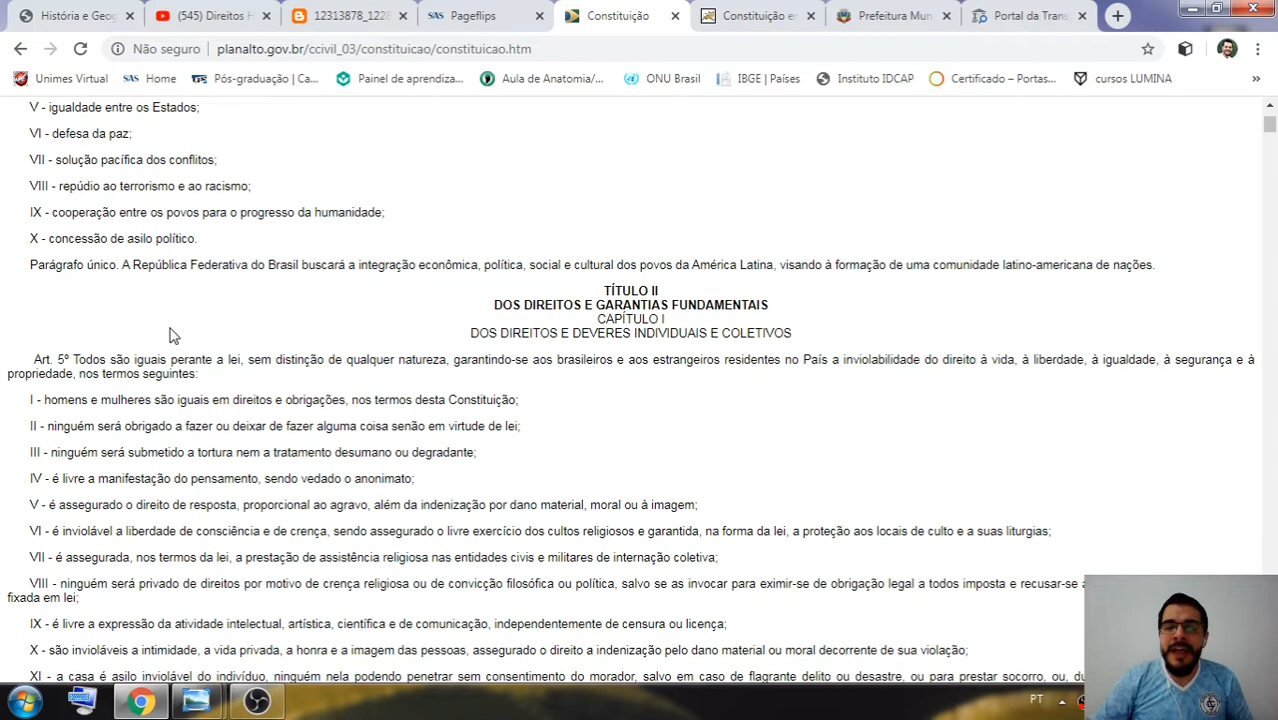 História e Geog
(545) Direitos H
12313878_1228
SAS Pageflips
Constituição
Constituição em
Prefeitura Mun
Portal da Trans
Não seguro planalto.gov.br/ccivil_03/constituicao/constituicao.htm
Unimes Virtual SAS Home Pós-graduação | Ca... Painel de aprendiza... Aula de Anatomia/... ONU Brasil IBGE | Países Instituto IDCAP Certificado – Portas... cursos LUMINA »
V - igualdade entre os Estados;
VI - defesa da paz;
VII - solução pacífica dos conflitos;
VIII - repúdio ao terrorismo e ao racismo;
IX - cooperação entre os povos para o progresso da humanidade;
X - concessão de asilo político.
Parágrafo único. A República Federativa do Brasil buscará a integração econômica, política, social e cultural dos povos da América Latina, visando à formação de uma comunidade latino-americana de nações.
TÍTULO II
DOS DIREITOS E GARANTIAS FUNDAMENTAIS
CAPÍTULO I
DOS DIREITOS E DEVERES INDIVIDUAIS E COLETIVOS
Art. 5º Todos são iguais perante a lei, sem distinção de qualquer natureza, garantindo-se aos brasileiros e aos estrangeiros residentes no País a inviolabilidade do direito à vida, à liberdade, à igualdade, à segurança e à
propriedade, nos termos seguintes:
I - homens e mulheres são iguais em direitos e obrigações, nos termos desta Constituição;
II - ninguém será obrigado a fazer ou deixar de fazer alguma coisa senão em virtude de lei;
III - ninguém será submetido a tortura nem a tratamento desumano ou degradante;
IV - é livre a manifestação do pensamento, sendo vedado o anonimato;
V - é assegurado o direito de resposta, proporcional ao agravo, além da indenização por dano material, moral ou à imagem;
VI - é inviolável a liberdade de consciência e de crença, sendo assegurado o livre exercício dos cultos religiosos e garantida, na forma da lei, a proteção aos locais de culto e a suas liturgias;
VII - é assegurada, nos termos da lei, a prestação de assistência religiosa nas entidades civis e militares de internação coletiva;
VIII - ninguém será privado de direitos por motivo de crença religiosa ou de convicção filosófica ou política, salvo se as invocar para eximir-se de obrigação legal a todos imposta e recusar-se a
fixada em lei;
IX - é livre a expressão da atividade intelectual, artística, científica e de comunicação, independentemente de censura ou licença;
X - são invioláveis a intimidade, a vida privada, a honra e a imagem das pessoas, assegurado o direito a indenização pelo dano material ou moral decorrente de sua violação;
XI - a casa é asilo inviolável do indivíduo, ninguém nela podendo penetrar sem consentimento do morador, salvo em caso de flagrante delito ou desastre, ou para prestar socorro, ou,
PT